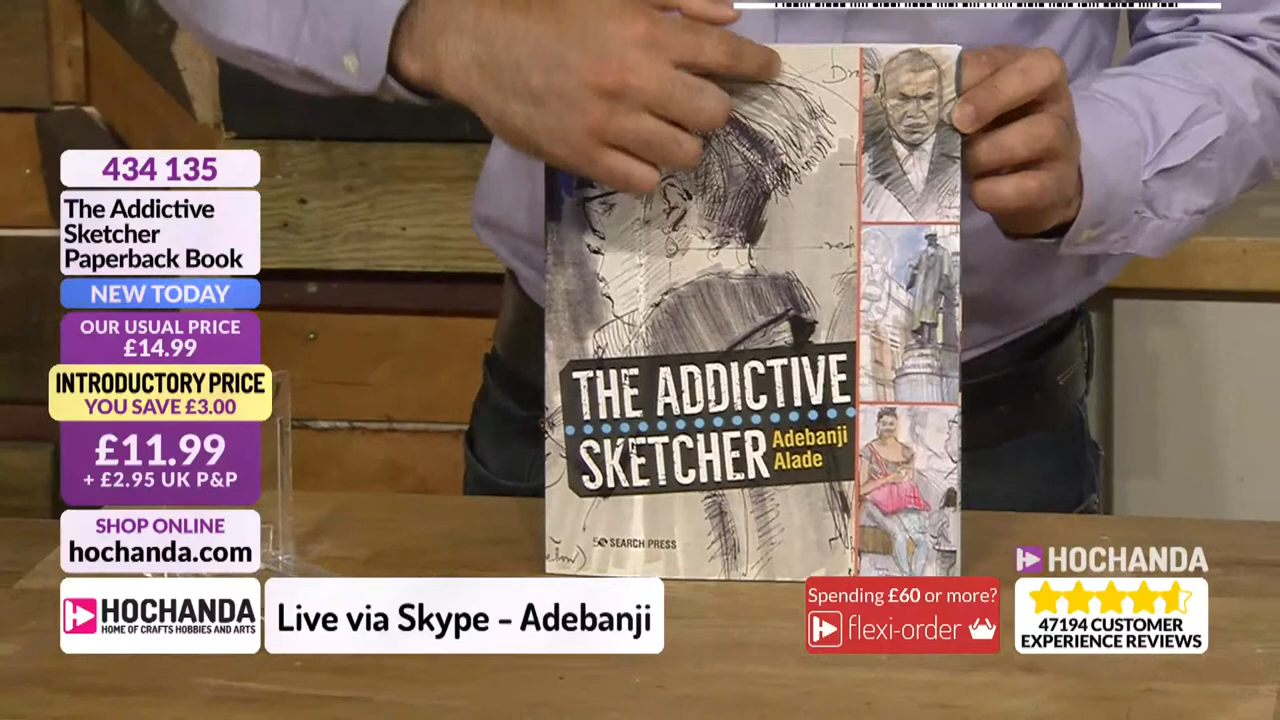 434 135
The Addictive
Sketcher
Paperback Book
NEW TODAY
OUR USUAL PRICE
£14.99
INTRODUCTORY PRICE
YOU SAVE £3.00
£11.99
+ £2.95 UK P&P
SHOP ONLINE
hochanda.com
HOCHANDA
HOME OF CRAFTS HOBBIES AND ARTS
Live via Skype - Adebanji
THE ADDICTIVE
SKETCHER
Adebanji
Alade
SEARCH PRESS
Spending £60 or more?
flexi-order
HOCHANDA
47194 CUSTOMER
EXPERIENCE REVIEWS